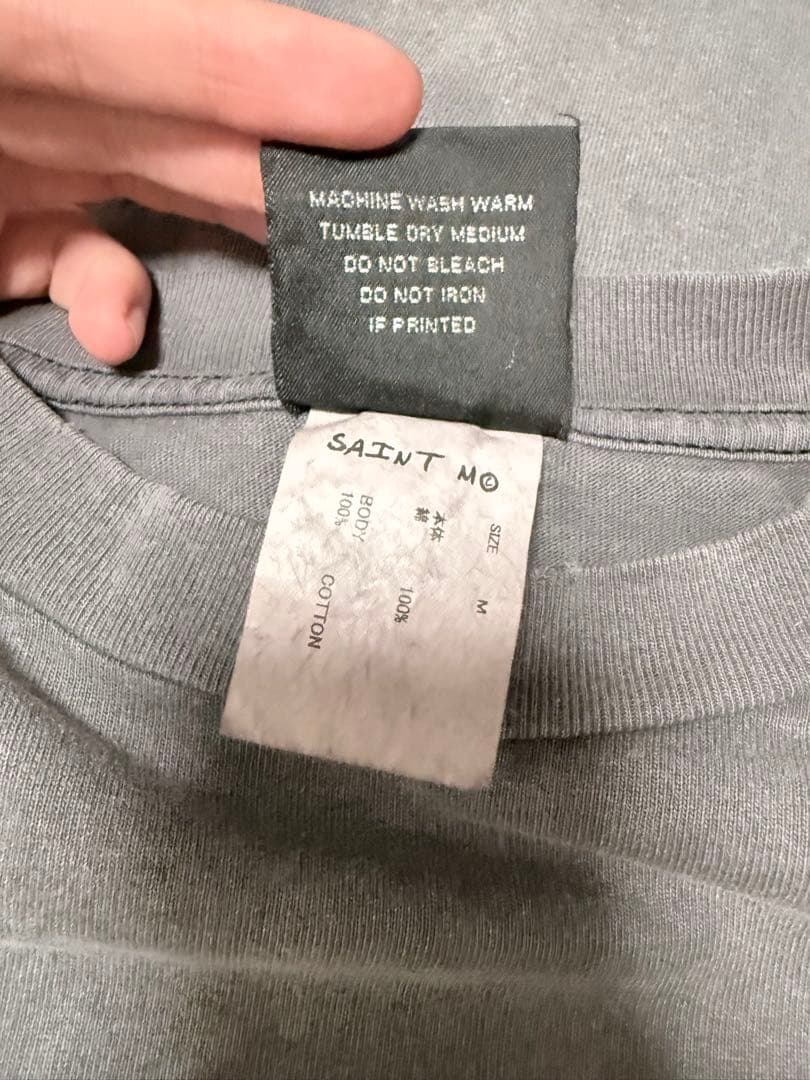 MACHINE WASH WARM
TUMBLE DRY MEDIUM
DO NOT BLEACH
DO NOT IRON
IF PRINTED
SAINT M©
SIZE M
本体
綿 100%
BODY
100% COTTON